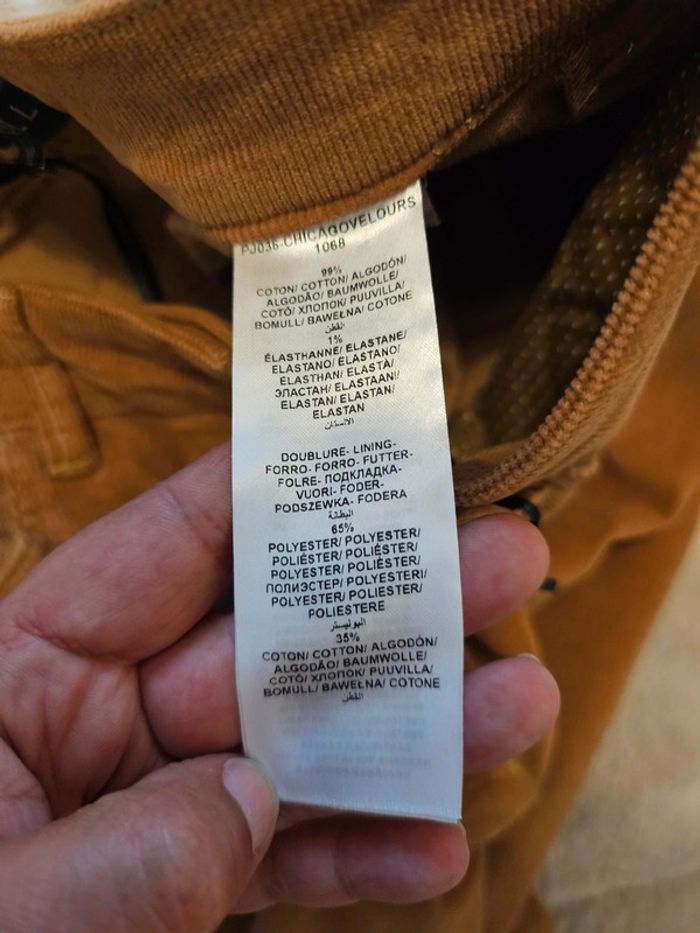 PJ036-CHICAGOVELOURS
1068
99%
COTON/ COTTON/ ALGODÓN/
ALGODÃO/ BAUMWOLLE/
COTÓ/ ХЛОПОК/ PUUVILLA/
BOMULL/ BAWEŁNA/ COTONE
القطن
1%
ÉLASTHANNE/ ELASTANE/
ELASTANO/ ELASTANO/
ELASTHAN/ ELASTÀ/
ЭЛАСТАН/ ELASTAANI/
ELASTAN/ ELASTAN/
ELASTAN
الالاستان
DOUBLURE- LINING-
FORRO- FORRO- FUTTER-
FOLRE- ПОДКЛАДКА-
VUORI- FODER-
PODSZEWKA- FODERA
البطانة
65%
POLYESTER/ POLYESTER/
POLIÉSTER/ POLIÉSTER/
POLYESTER/ POLIÈSTER/
ПОЛИЭСТЕР/ POLYESTERI/
POLYESTER/ POLIESTER/
POLIESTERE
البوليستر
35%
COTON/ COTTON/ ALGODÓN/
ALGODÃO/ BAUMWOLLE/
COTÓ/ ХЛОПОК/ PUUVILLA/
BOMULL/ BAWEŁNA/ COTONE
القطن
L